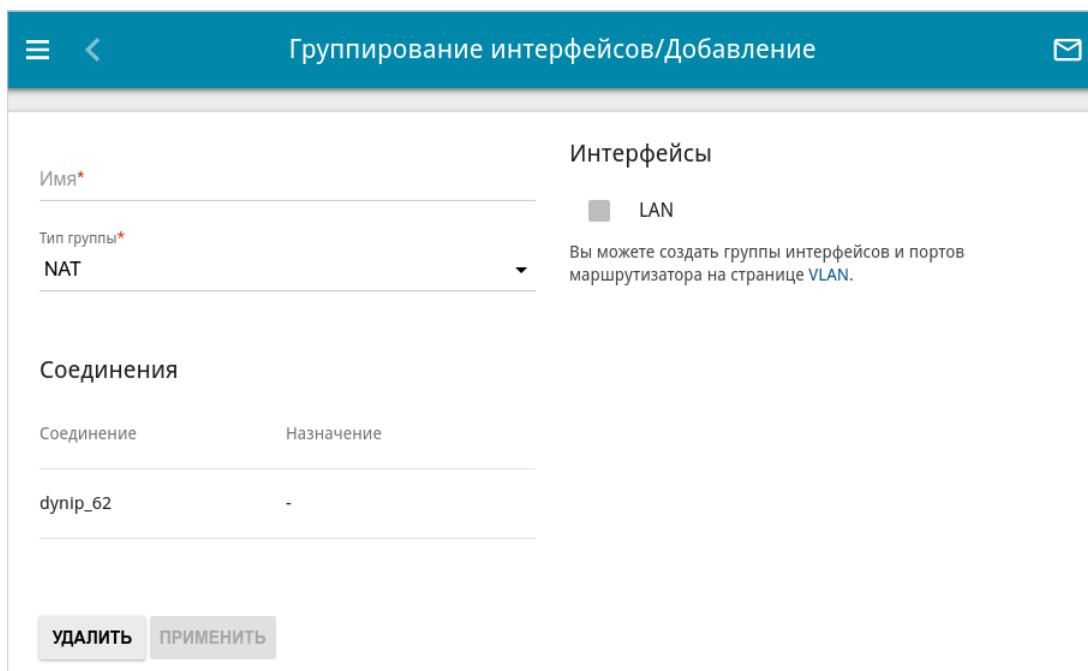 Группирование интерфейсов/Добавление
Имя*
Тип группы*
NAT
Интерфейсы
LAN
Вы можете создать группы интерфейсов и портов
маршрутизатора на странице VLAN.
Соединения
Соединение Назначение
dynip_62 -
УДАЛИТЬ ПРИМЕНИТЬ